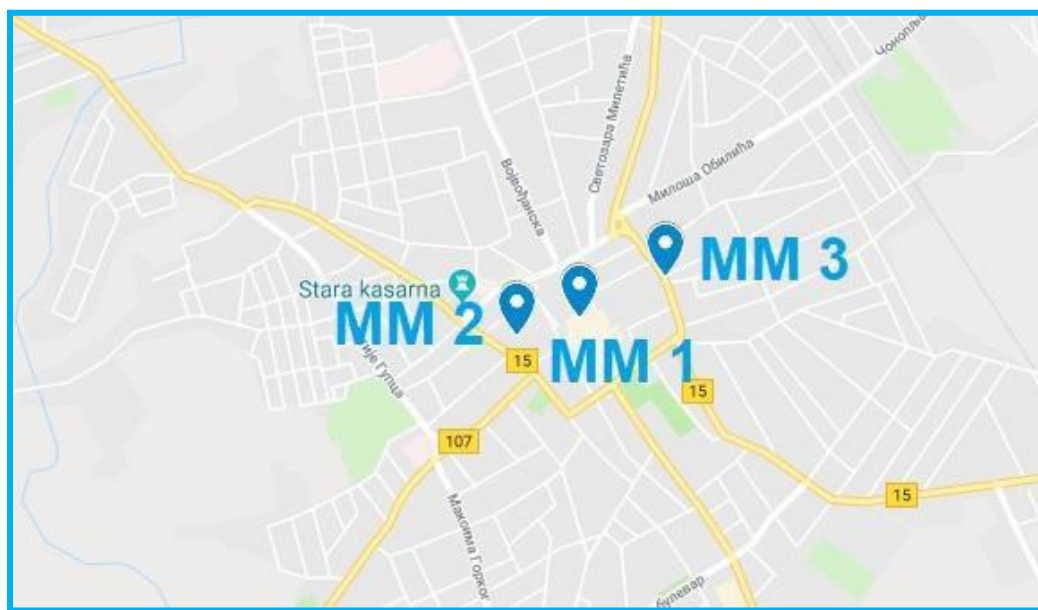 Чонопљ
Светозара Милетића
Милоша Обилића
Војвођанска
Stara kasarna
MM 3
MM 2
MM 1
15
ије Гупца
15
107
15
Максима Горког
булевар